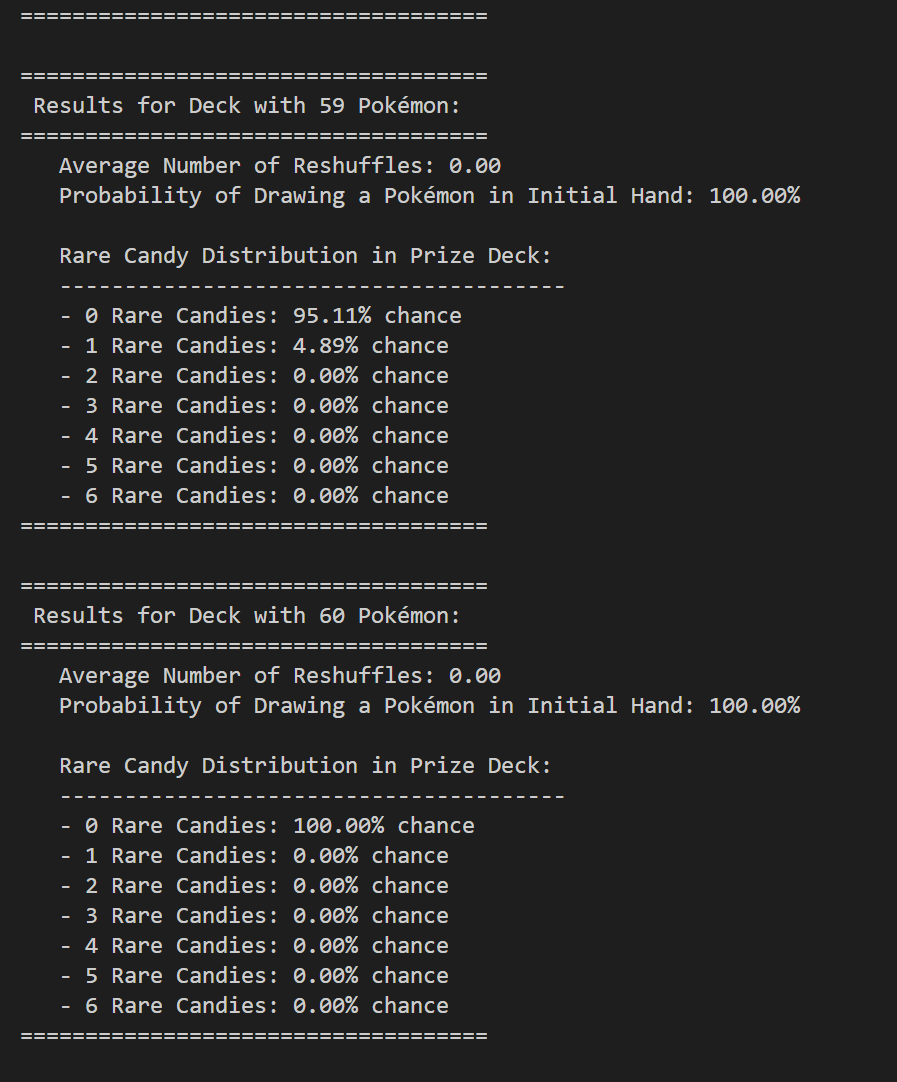 ====================================
====================================
 Results for Deck with 59 Pokémon:
====================================
   Average Number of Reshuffles: 0.00
   Probability of Drawing a Pokémon in Initial Hand: 100.00%
   Rare Candy Distribution in Prize Deck:
   ---------------------------------------
   - 0 Rare Candies: 95.11% chance
   - 1 Rare Candies: 4.89% chance
   - 2 Rare Candies: 0.00% chance
   - 3 Rare Candies: 0.00% chance
   - 4 Rare Candies: 0.00% chance
   - 5 Rare Candies: 0.00% chance
   - 6 Rare Candies: 0.00% chance
====================================
====================================
 Results for Deck with 60 Pokémon:
====================================
   Average Number of Reshuffles: 0.00
   Probability of Drawing a Pokémon in Initial Hand: 100.00%
   Rare Candy Distribution in Prize Deck:
   ---------------------------------------
   - 0 Rare Candies: 100.00% chance
   - 1 Rare Candies: 0.00% chance
   - 2 Rare Candies: 0.00% chance
   - 3 Rare Candies: 0.00% chance
   - 4 Rare Candies: 0.00% chance
   - 5 Rare Candies: 0.00% chance
   - 6 Rare Candies: 0.00% chance
====================================